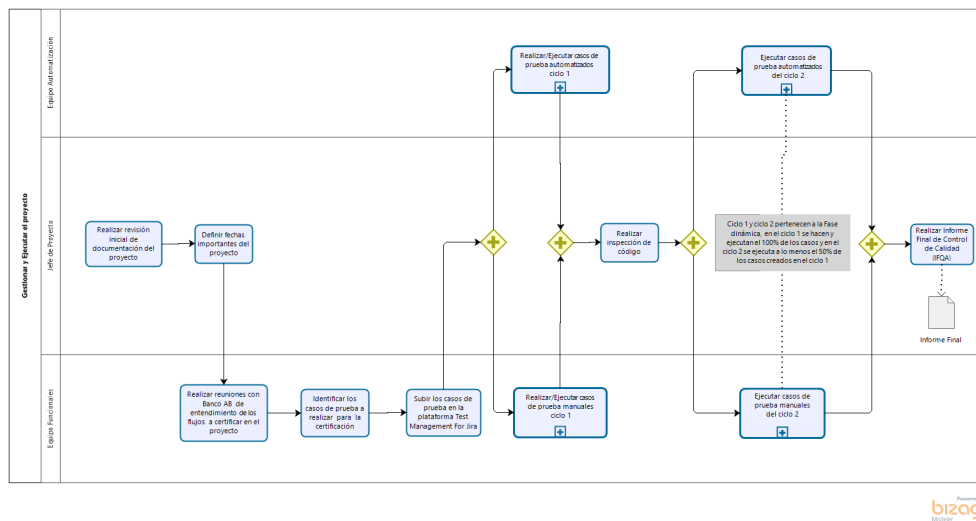 Gestionar y Ejecutar el proyecto
Equipo Automatización
Realizar/Ejecutar casos de
prueba automatizados
ciclo 1
Ejecutar casos de
prueba automatizados
del ciclo 2
Jefe de Proyecto
Realizar revisión
inicial de
documentación del
proyecto
Definir fechas
importantes del
proyecto
Realizar
inspección de
código
Ciclo 1 y ciclo 2 pertenecen a la Fase
dinámica, en el ciclo 1 se hacen y
ejecutan el 100% de los casos y en el
ciclo 2 se ejecuta a lo menos el 50% de
los casos creados en el ciclo 1
Realizar Informe
Final de Control
de Calidad
(IFQA)
Informe Final
Equipo Funcionales
Realizar reuniones con
Banco AB de
entendimiento de los
flujos a certificar en el
proyecto
Identificar los
casos de prueba a
realizar para la
certificación
Subir los casos de
prueba en la
plataforma Test
Management For Jira
Realizar/Ejecutar casos
de prueba manuales
ciclo 1
Ejecutar casos de
prueba manuales
del ciclo 2
Powered
bizag
Modeler